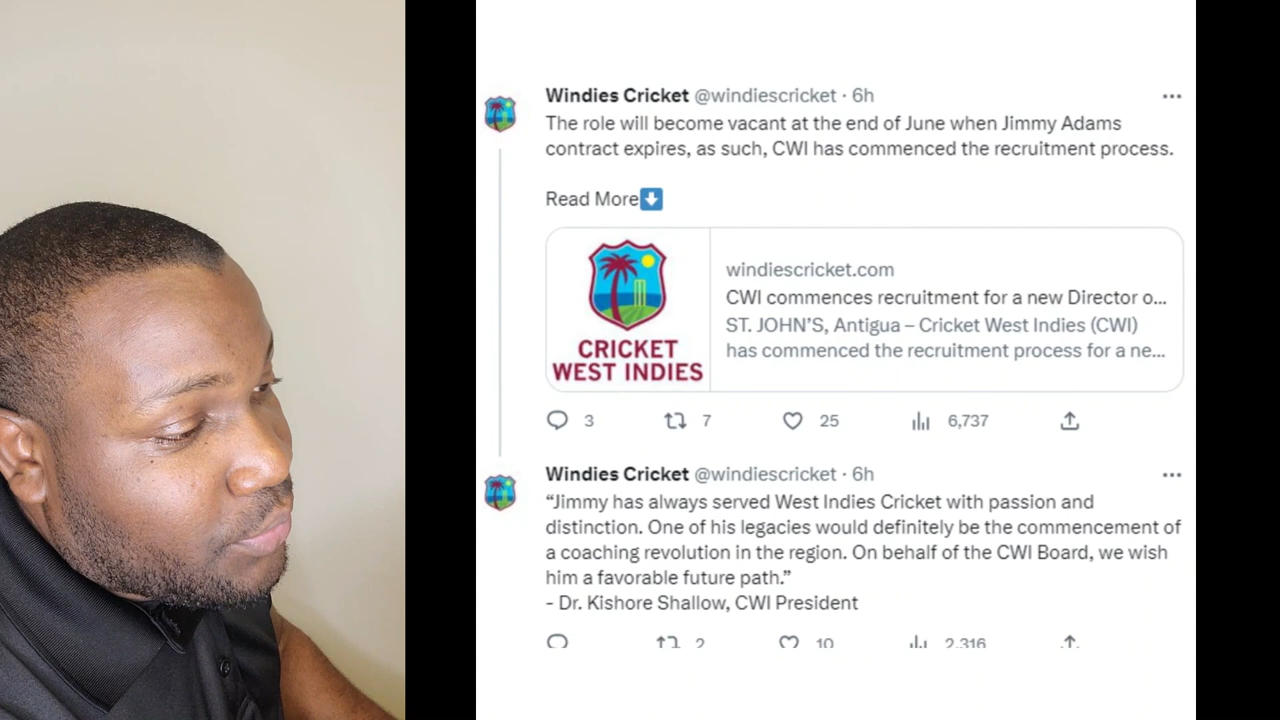 Windies Cricket @windiescricket · 6h
The role will become vacant at the end of June when Jimmy Adams
contract expires, as such, CWI has commenced the recruitment process.
Read More⬇️
windiescricket.com
CWI commences recruitment for a new Director o...
ST. JOHN'S, Antigua – Cricket West Indies (CWI)
has commenced the recruitment process for a ne...
CRICKET
WEST INDIES
3 7 25 6,737
Windies Cricket @windiescricket · 6h
“Jimmy has always served West Indies Cricket with passion and
distinction. One of his legacies would definitely be the commencement of
a coaching revolution in the region. On behalf of the CWI Board, we wish
him a favorable future path.”
- Dr. Kishore Shallow, CWI President
2 10 2,316